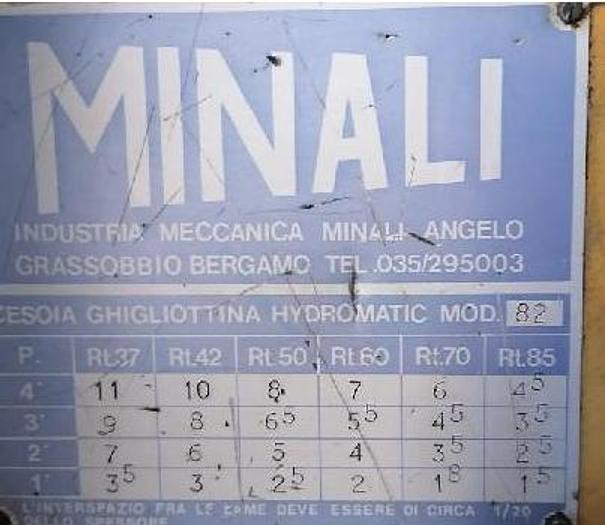 MINALI
INDUSTRIA MECCANICA MINALI ANGELO
GRASSOBBIO BERGAMO TEL.035/295003
CESOIA GHIGLIOTTINA HYDROMATIC MOD. 82
P. Rt.37 Rt.42 Rt.50 Rt.60 Rt.70 Rt.85
4° 11 10 8 7 6 4⁵
3° 9 8 6⁵ 5⁵ 4⁵ 3⁵
2° 7 6 5 4 3⁵ 2⁵
1° 3⁵ 3 2⁵ 2 1⁸ 1⁵
L'INTERSPAZIO FRA LE LAME DEVE ESSERE DI CIRCA 1/20
DELLO SPESSORE